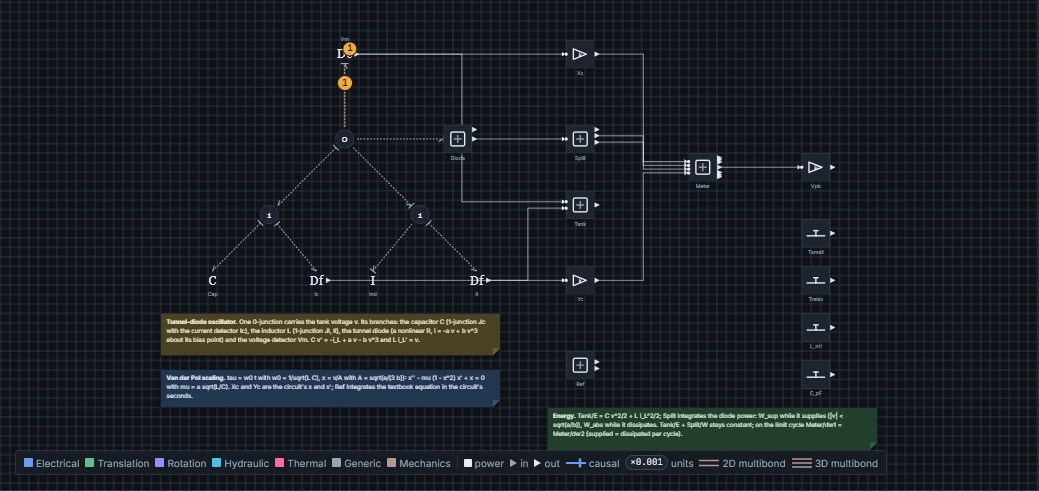 Vm
De
1
1
Xc
0
Diode
Split
Meter
Vpk
1
1
Tank
Tsmall
C
Df
I
Df
Cap
Ic
Ind
Il
Yc
Trelax
L_nH
C_pF
Ref
Tunnel-diode oscillator. One 0-junction carries the tank voltage v. Its branches: the capacitor C (1-junction Jc
with the current detector Ic), the inductor L (1-junction Jl, Il), the tunnel diode (a nonlinear R, i = -a v + b v^3
about its bias point) and the voltage detector Vm. C v' = -i_L + a v - b v^3 and L i_L' = v.
Van der Pol scaling. tau = w0 t with w0 = 1/sqrt(L C), x = v/A with A = sqrt(a/(3 b)): x'' - mu (1 - x^2) x' + x = 0
with mu = a sqrt(L/C). Xc and Yc are the circuit's x and x'; Ref integrates the textbook equation in the circuit's
seconds.
Energy. Tank/E = C v^2/2 + L i_L^2/2; Split integrates the diode power: W_sup while it supplies (|v| <
sqrt(a/b)), W_abs while it dissipates. Tank/E + Split/W stays constant; on the limit cycle Meter/dw1 =
Meter/dw2 (supplied = dissipated per cycle).
Electrical Translation Rotation Hydraulic Thermal Generic Mechanics power in out causal ×0.001 units 2D multibond 3D multibond